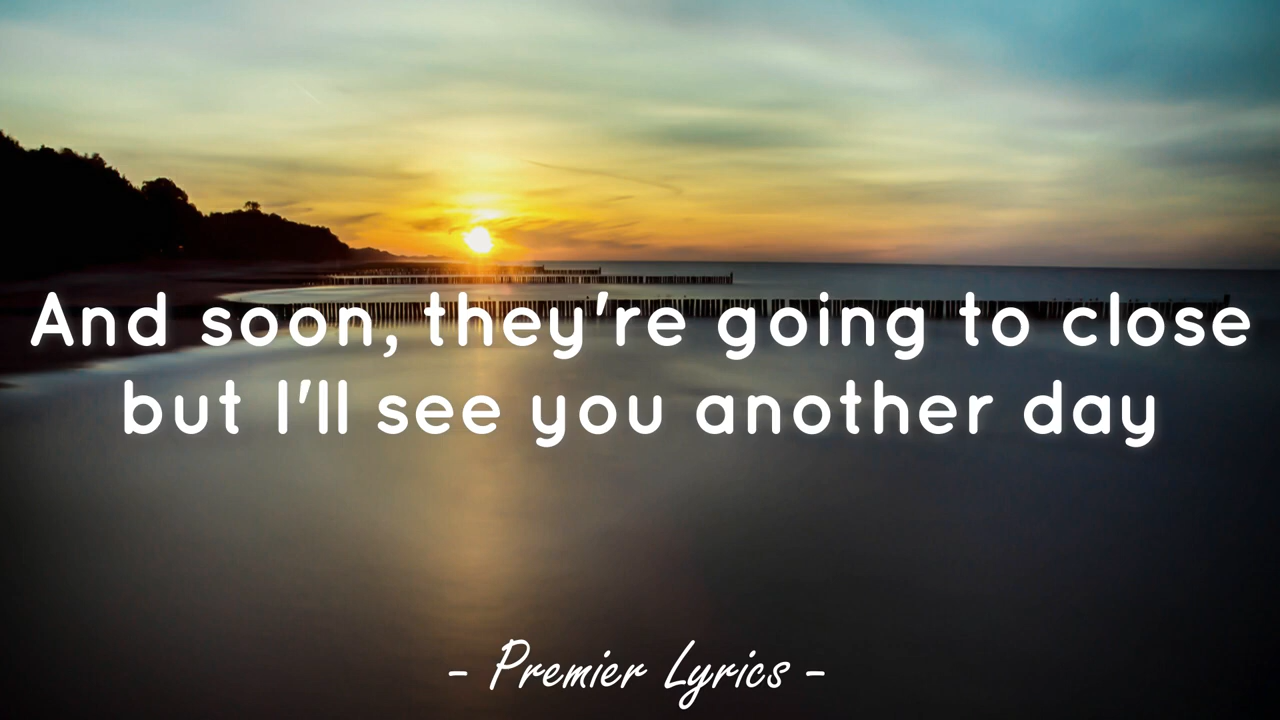 And soon, they're going to close
but I'll see you another day
- Premier Lyrics -